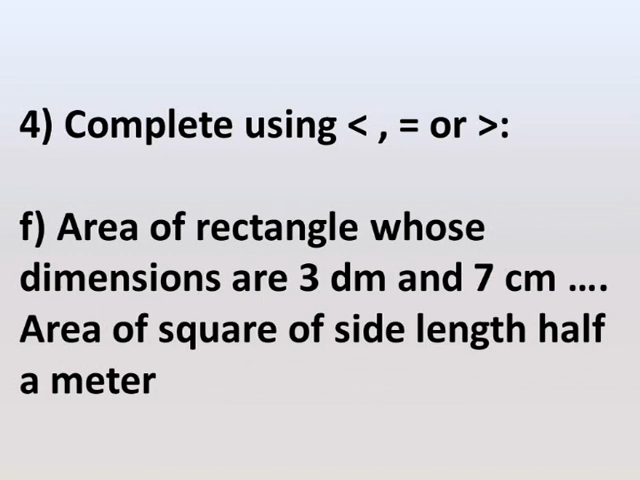 4) Complete using < , = or >:
f) Area of rectangle whose
dimensions are 3 dm and 7 cm ....
Area of square of side length half
a meter